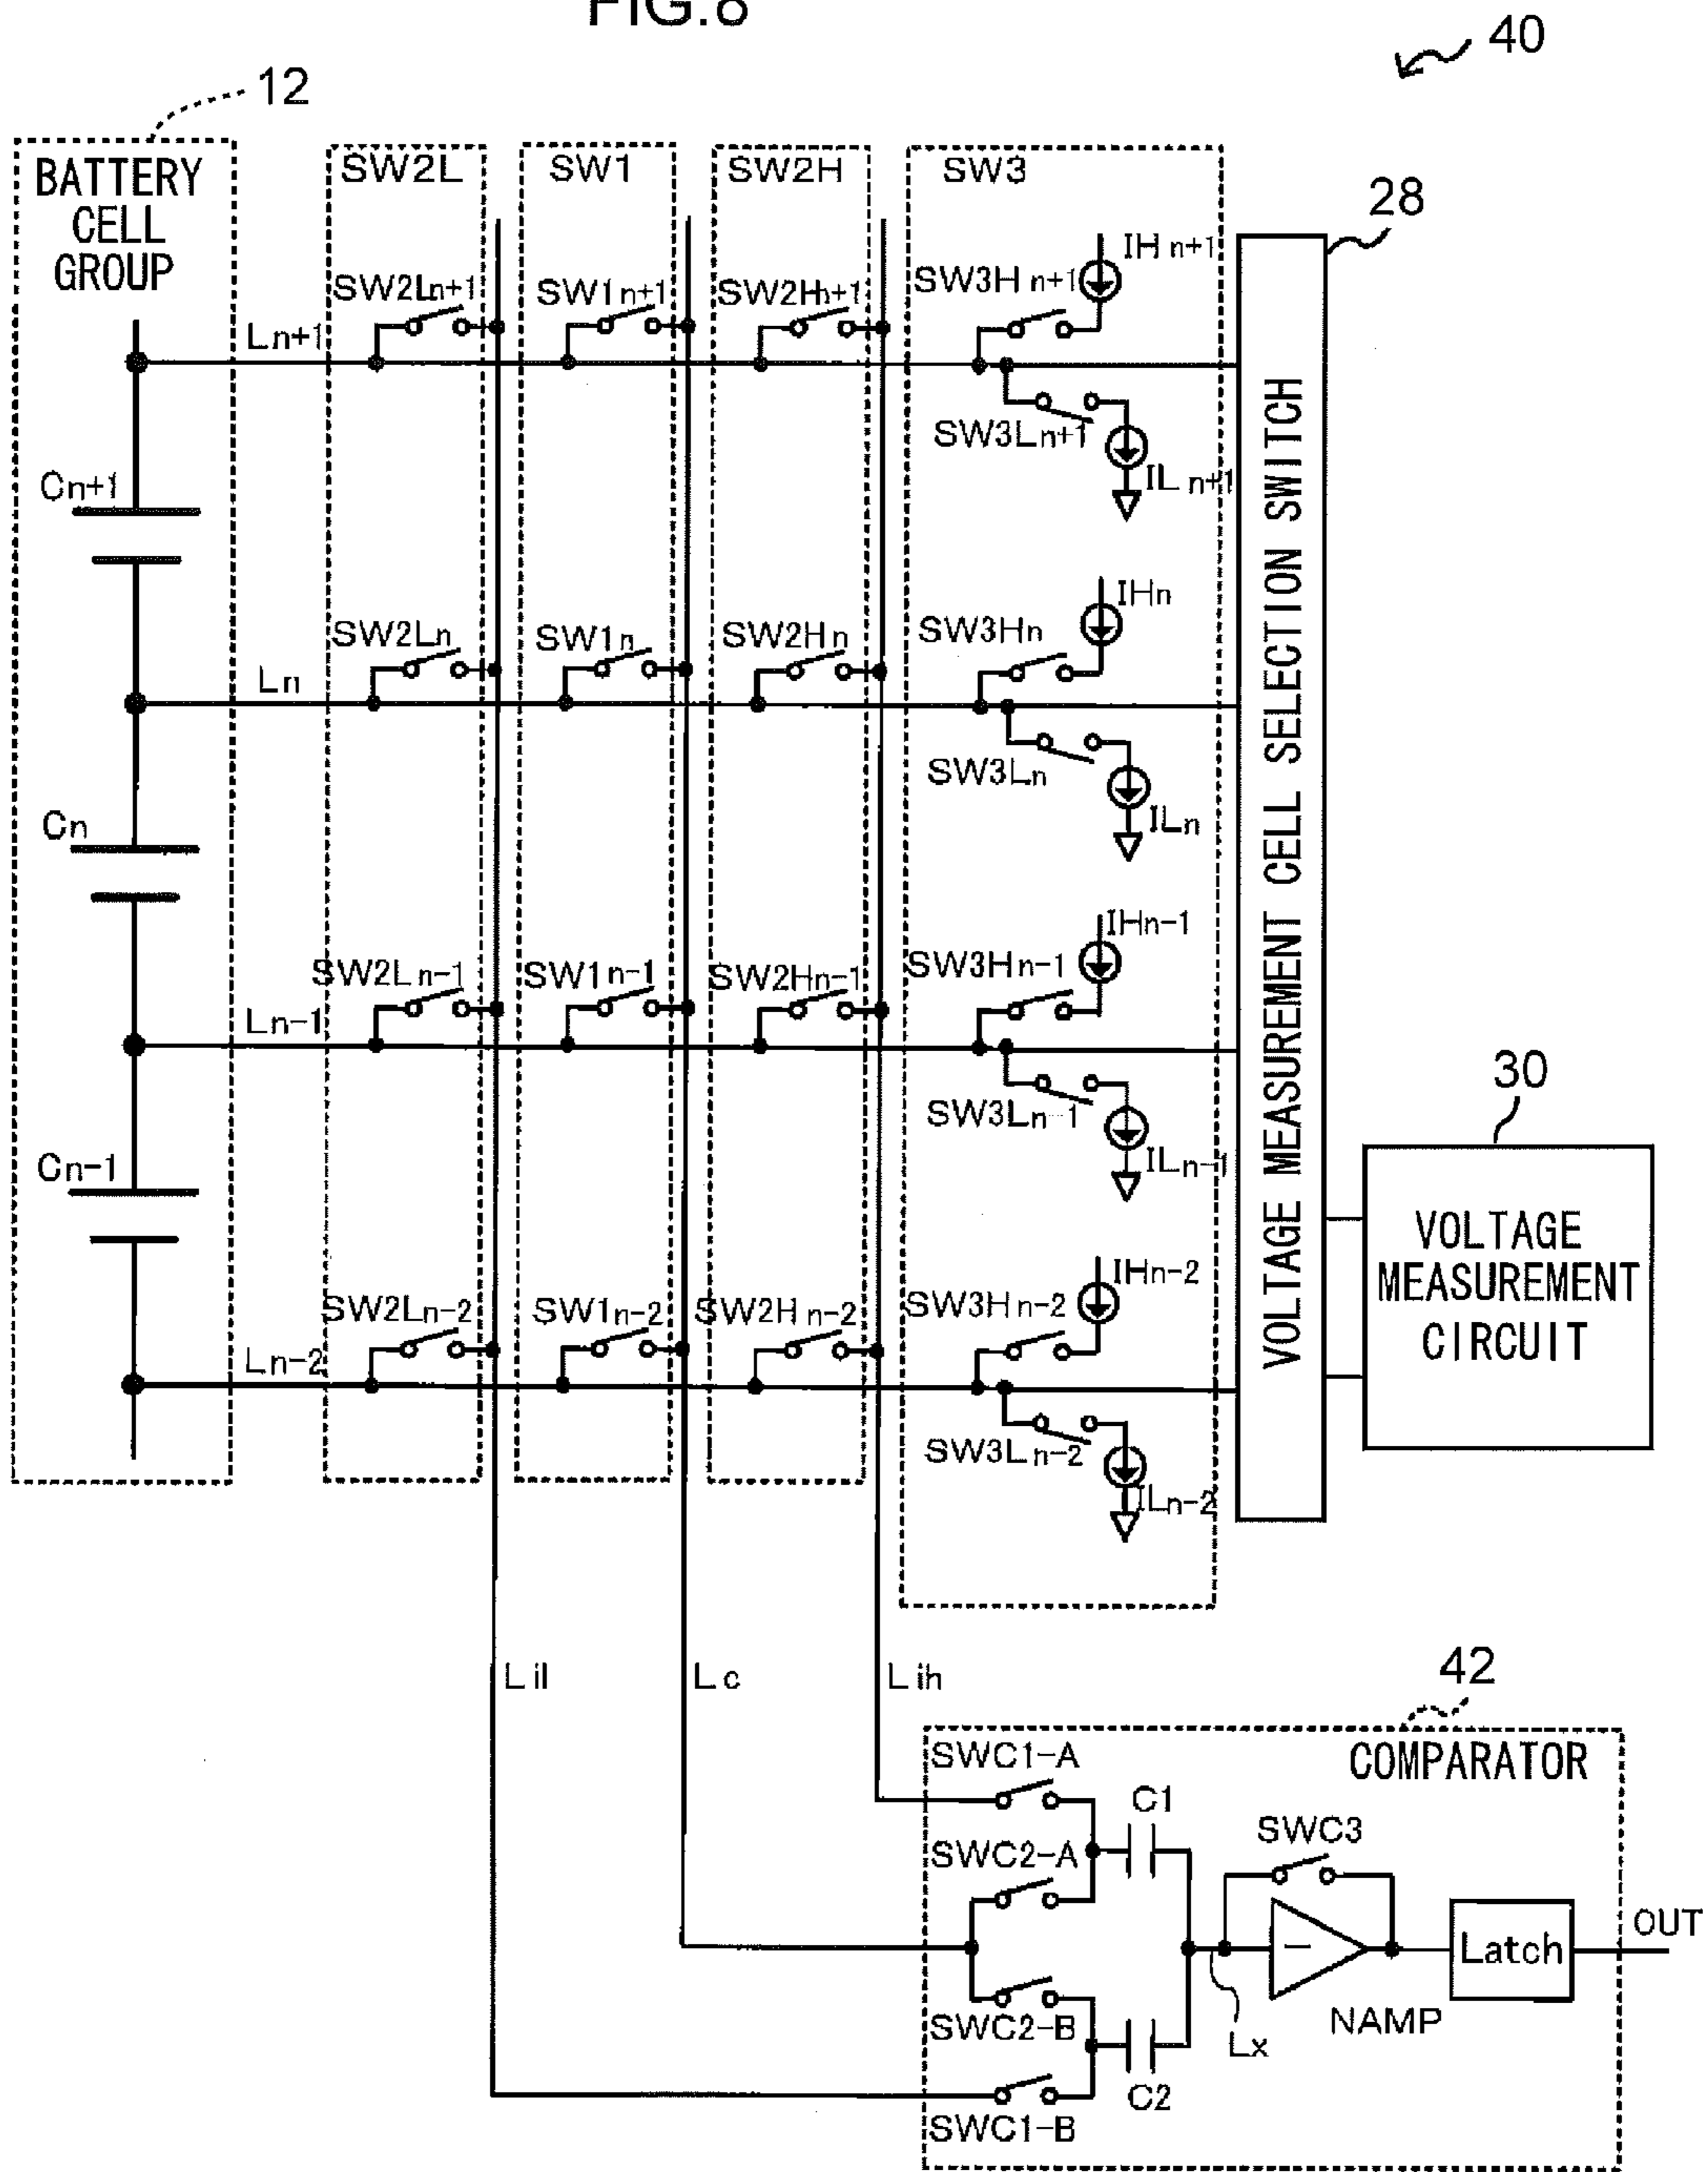 FIG.8
40
12
BATTERY
CELL
GROUP
SW2L
SW1
SW2H
SW3
28
IHn+1
SW2Ln+1
SW1n+1
SW2Hn+1
SW3Hn+1
Ln+1
SW3Ln+1
ILn+1
Cn+1
VOLTAGE MEASUREMENT CELL SELECTION SWITCH
IHn
SW2Ln
SW1n
SW2Hn
SW3Hn
Ln
SW3Ln
ILn
Cn
IHn-1
SW2Ln-1
SW1n-1
SW2Hn-1
SW3Hn-1
Ln-1
SW3Ln-1
ILn-1
30
Cn-1
VOLTAGE
MEASUREMENT
CIRCUIT
IHn-2
SW2Ln-2
SW1n-2
SW2Hn-2
SW3Hn-2
Ln-2
SW3Ln-2
ILn-2
Lil
Lc
Lih
42
COMPARATOR
SWC1-A
C1
SWC3
SWC2-A
OUT
Latch
SWC2-B
NAMP
Lx
C2
SWC1-B